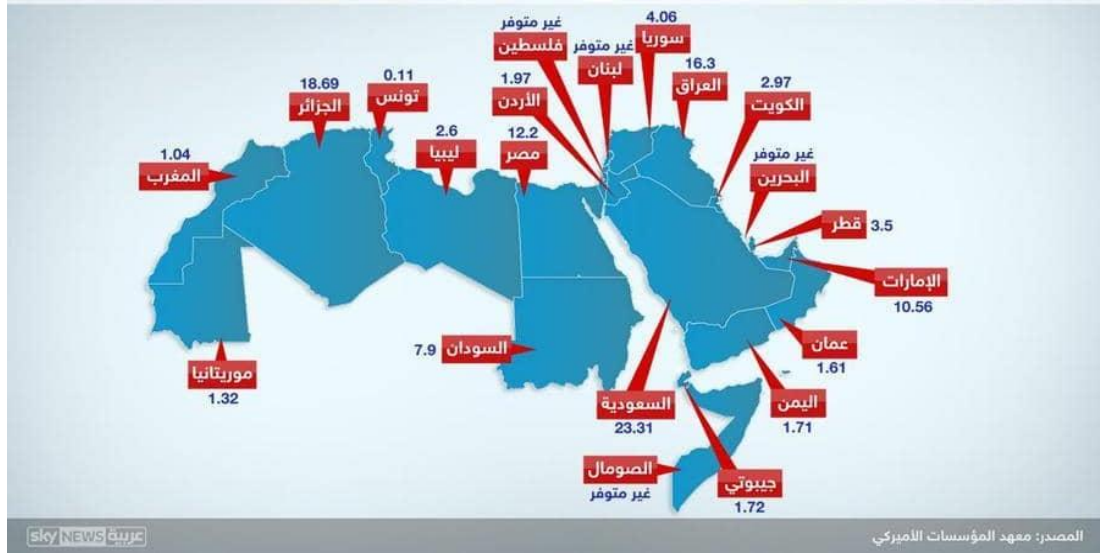 4.06
سوريا
غير متوفر
فلسطين
غير متوفر
لبنان
16.3
العراق
2.97
الكويت
1.97
الأردن
0.11
تونس
18.69
الجزائر
2.6
ليبيا
12.2
مصر
1.04
المغرب
غير متوفر
البحرين
قطر 3.5
الإمارات
10.56
عمان
1.61
السودان 7.9
موريتانيا
1.32
السعودية
23.31
اليمن
1.71
الصومال
غير متوفر
جيبوتي
1.72
المصدر: معهد المؤسسات الأميركي
sky NEWS عربية